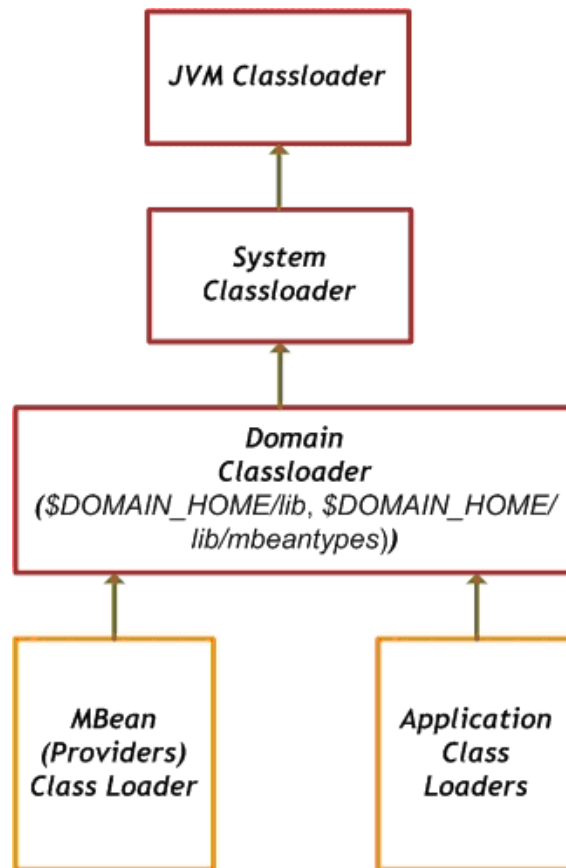 JVM Classloader
System
Classloader
Domain
Classloader
($DOMAIN_HOME/lib, $DOMAIN_HOME/
lib/mbeantypes))
MBean
(Providers)
Class Loader
Application
Class
Loaders